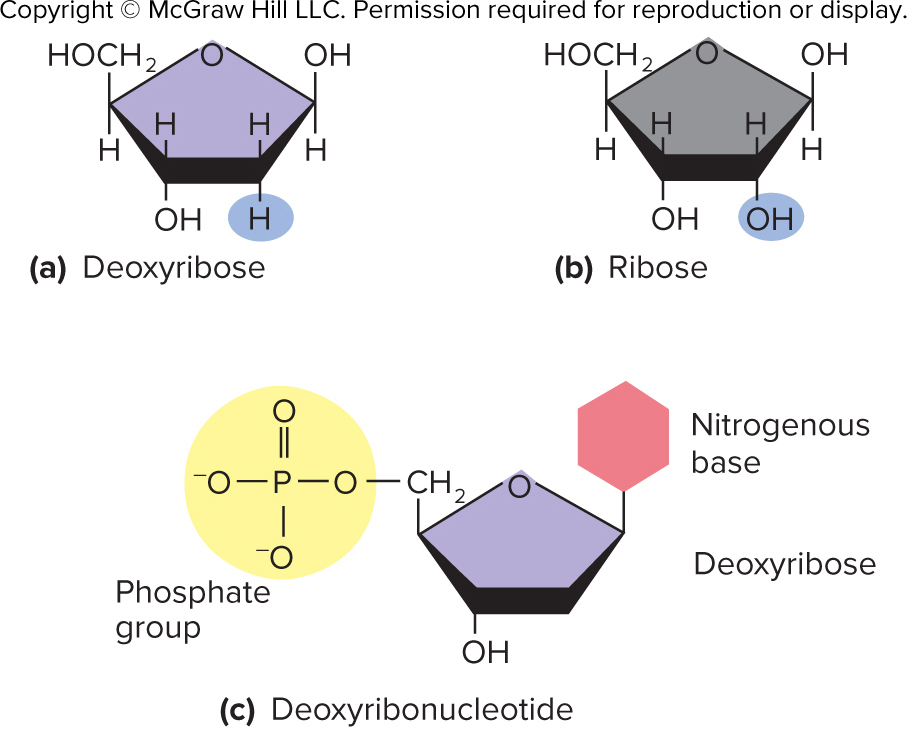 Copyright © McGraw Hill LLC. Permission required for reproduction or display.
HOCH2 O OH
H H
H H
OH H
(a) Deoxyribose
HOCH2 O OH
H H
H H
OH OH
(b) Ribose
O
⁻O—P—O—CH2 O
⁻O
Phosphate
group
Nitrogenous
base
Deoxyribose
OH
(c) Deoxyribonucleotide